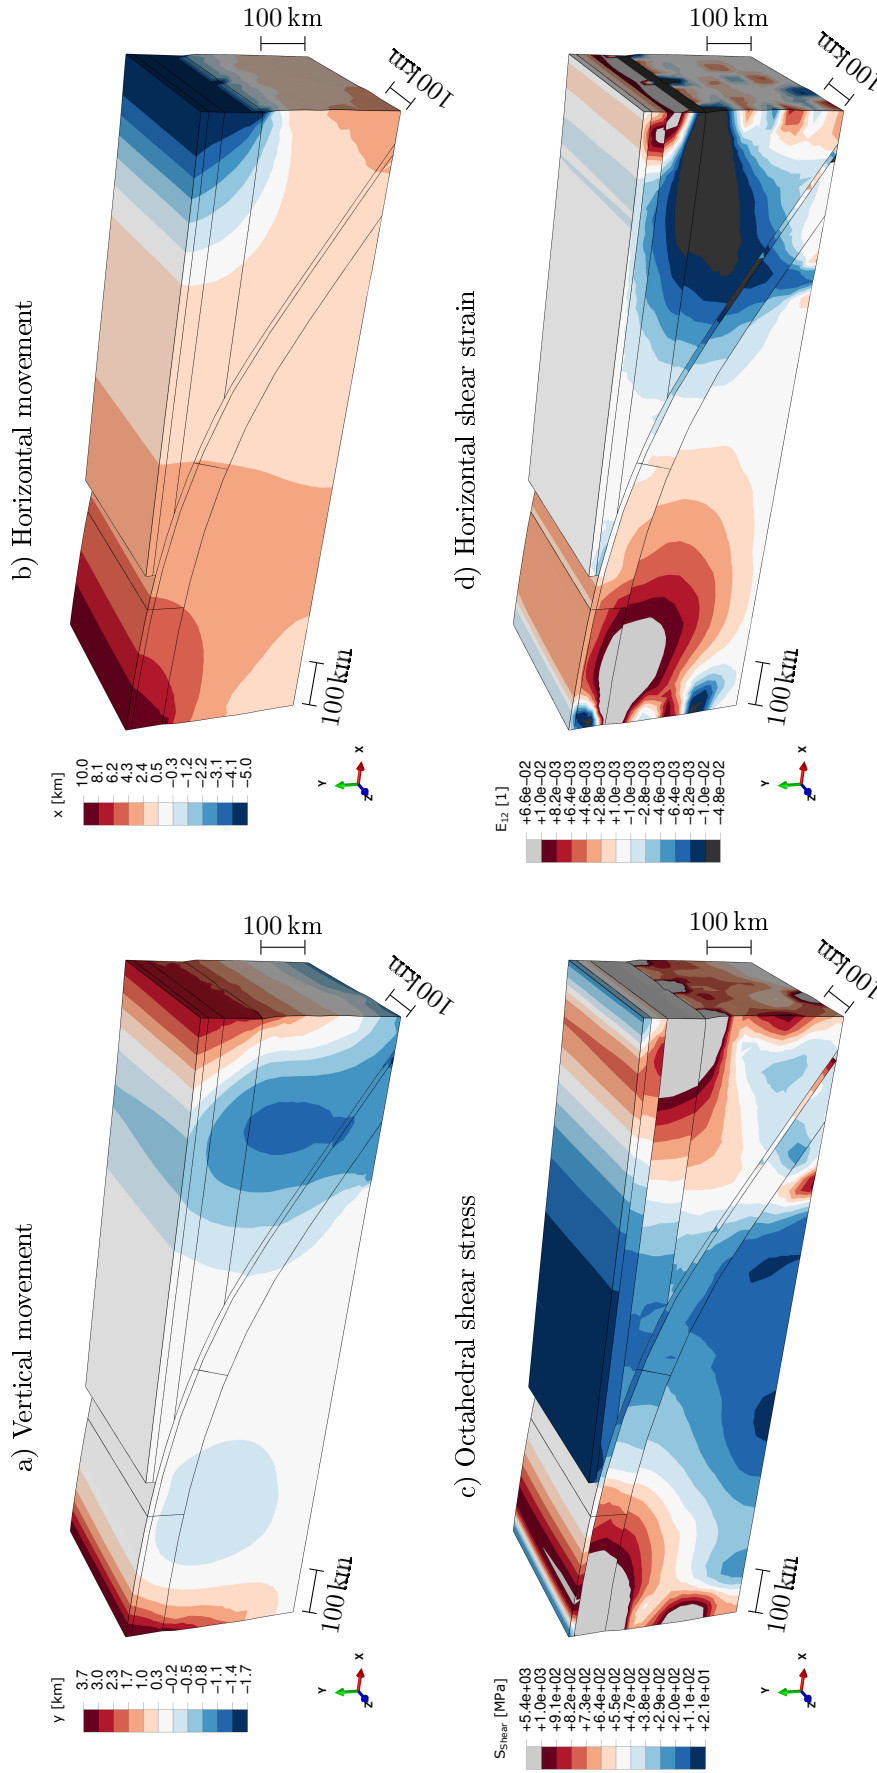 a) Vertical movement
y [km]
3.7
3.0
2.3
1.7
1.0
0.3
−0.2
−0.5
−0.8
−1.1
−1.4
−1.7
Y
X
Z
100 km
100 km
100 km
b) Horizontal movement
x [km]
10.0
8.1
6.2
4.3
2.4
0.5
−0.3
−1.2
−2.2
−3.1
−4.1
−5.0
Y
X
Z
100 km
100 km
100 km
c) Octahedral shear stress
S_Shear [MPa]
+5.4e+03
+1.0e+03
+9.1e+02
+8.2e+02
+7.3e+02
+6.4e+02
+5.5e+02
+4.7e+02
+3.8e+02
+2.9e+02
+2.0e+02
+1.1e+02
+2.1e+01
Y
X
Z
100 km
100 km
100 km
d) Horizontal shear strain
E₁₂ [1]
+6.6e−02
+1.0e−02
+8.2e−03
+6.4e−03
+4.6e−03
+2.8e−03
+1.0e−03
−1.0e−03
−2.8e−03
−4.6e−03
−6.4e−03
−8.2e−03
−1.0e−02
−4.8e−02
Y
X
Z
100 km
100 km
100 km